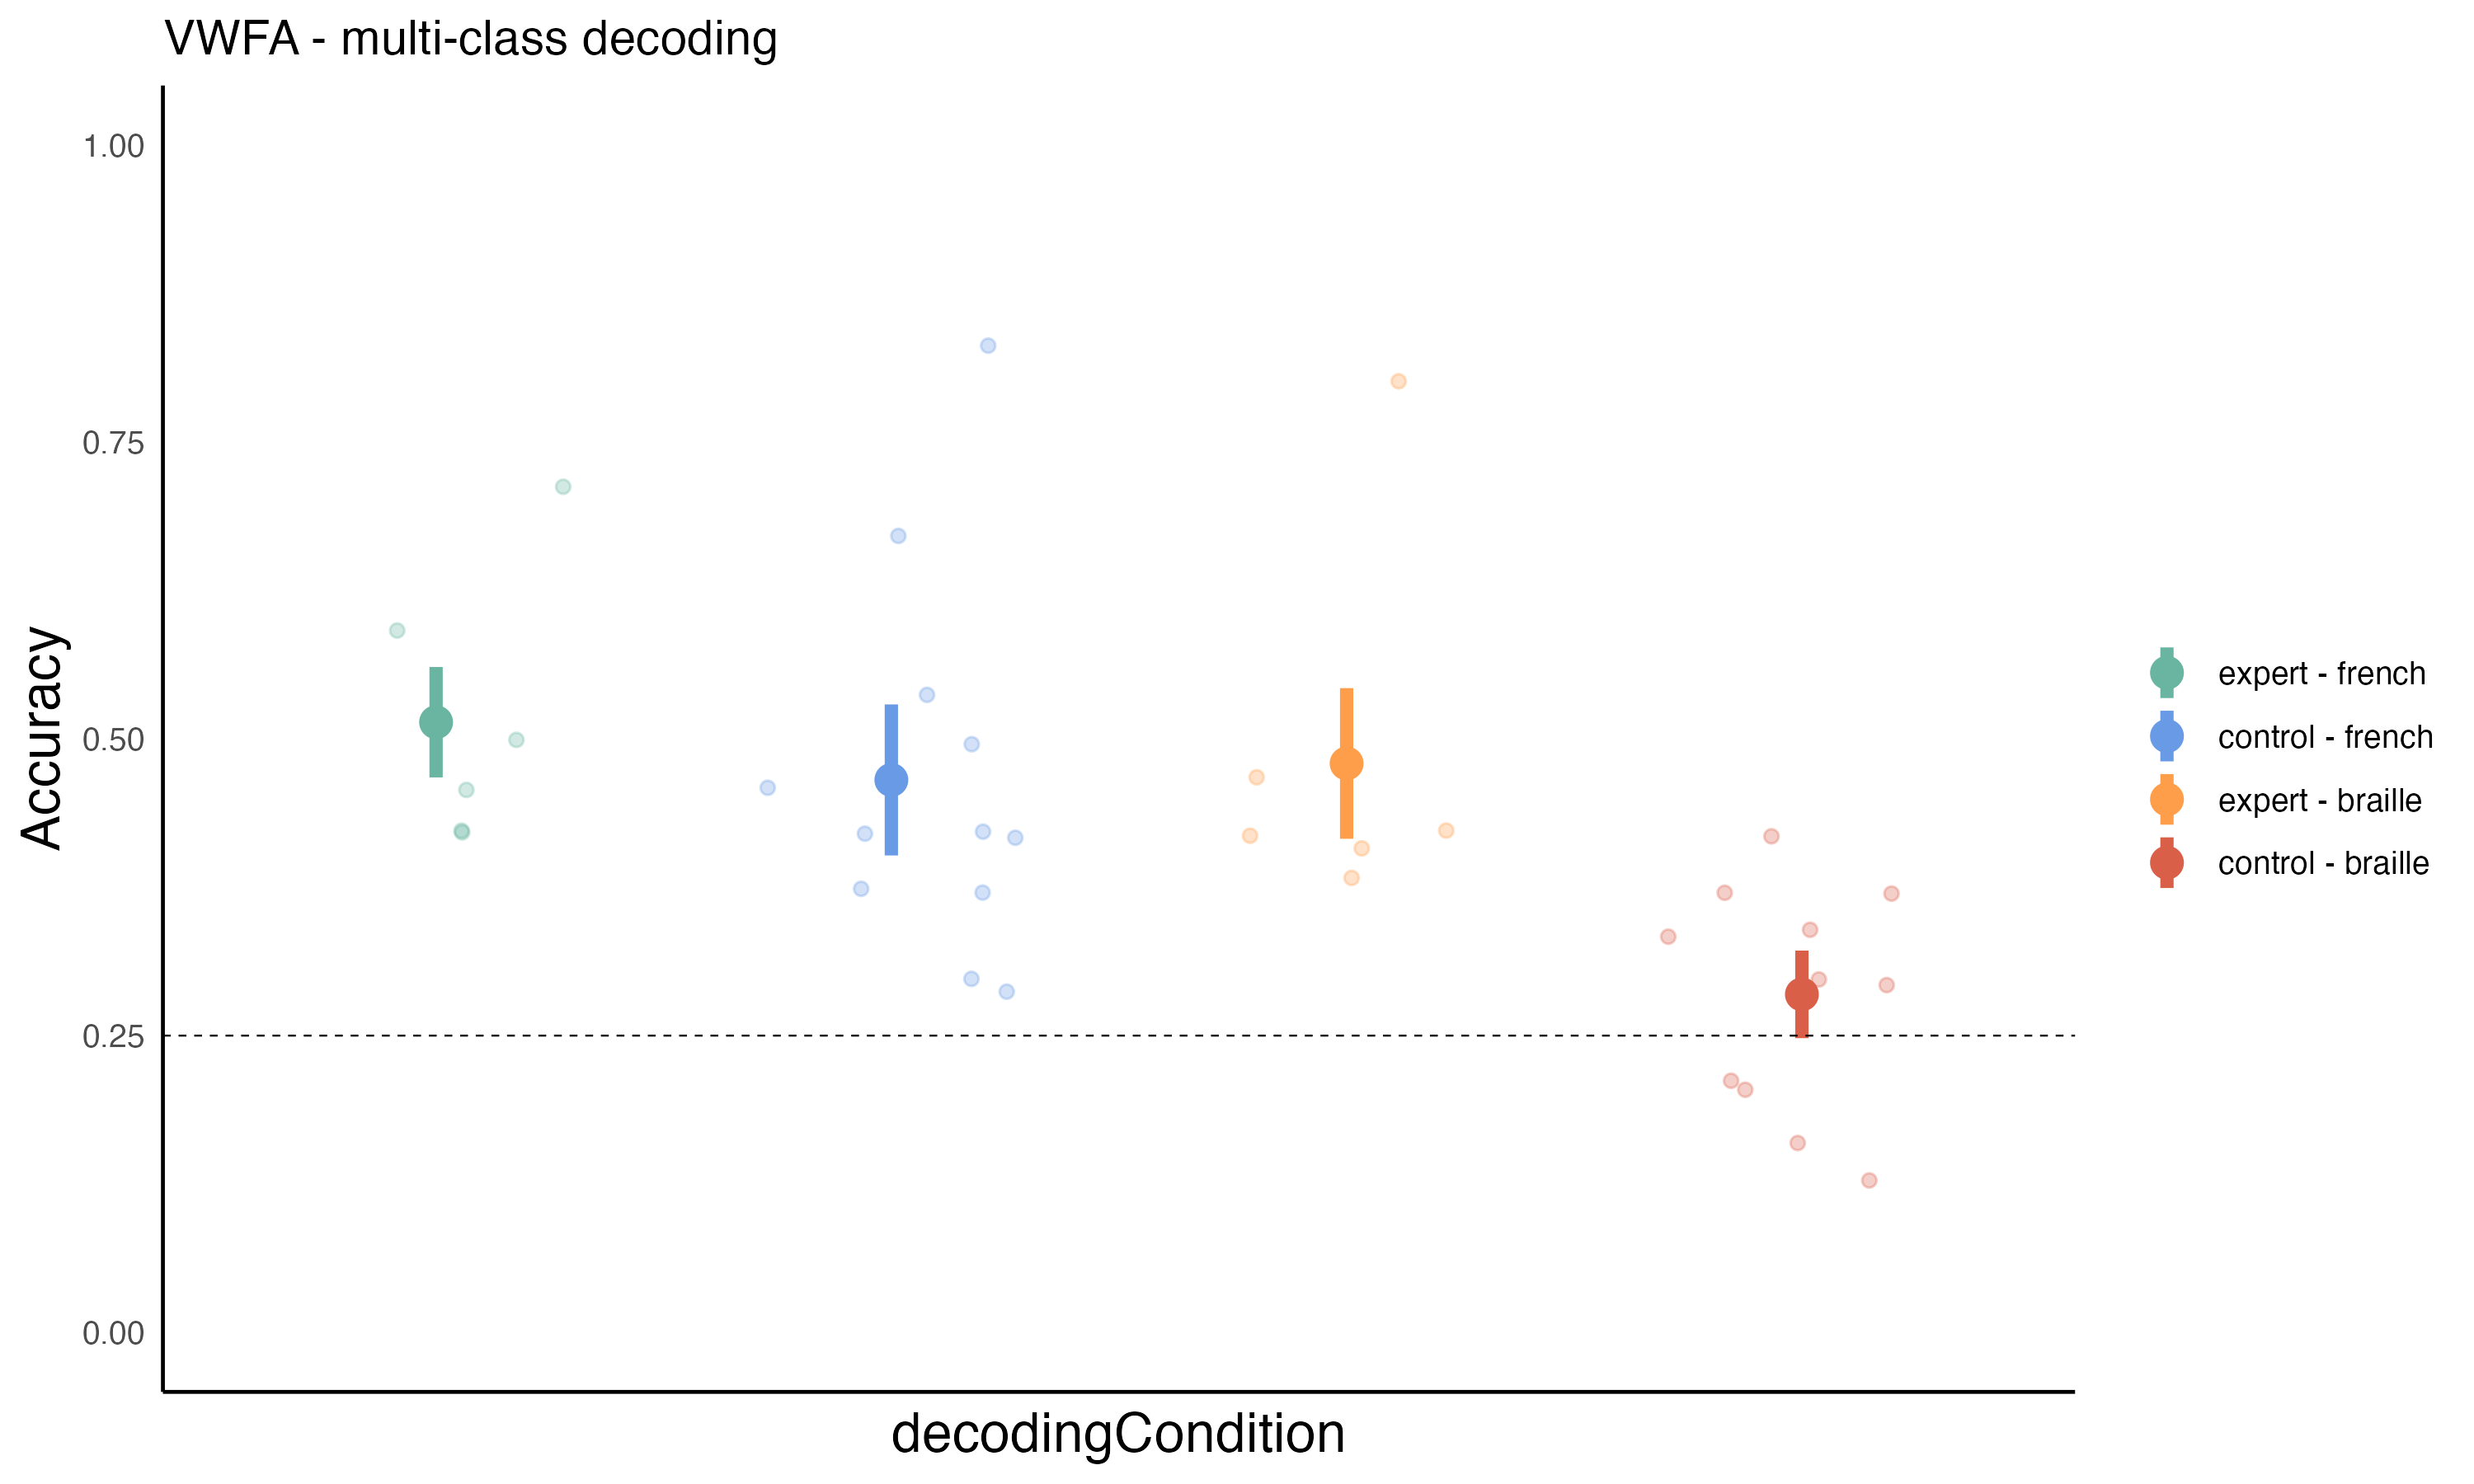 VWFA - multi-class decoding
1.00
0.75
0.50
0.25
0.00
Accuracy
decodingCondition
expert - french
control - french
expert - braille
control - braille